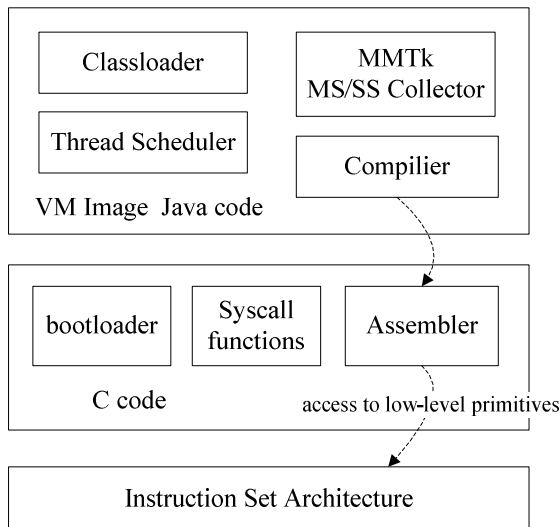 Classloader
MMTk
MS/SS Collector
Thread Scheduler
Compilier
VM Image Java code
bootloader
Syscall
functions
Assembler
C code
access to low-level primitives
Instruction Set Architecture